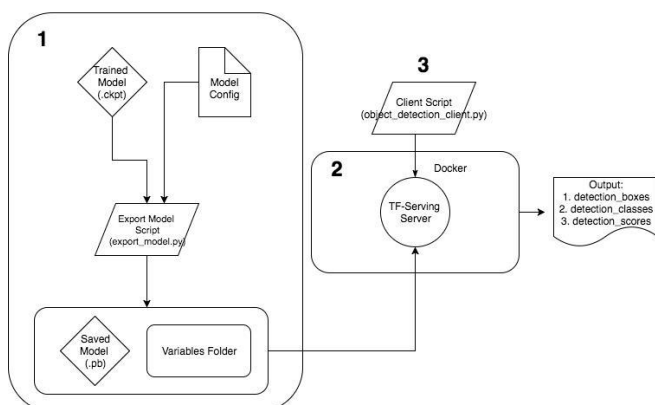 1
Trained
Model
(.ckpt)
Model
Config
Export Model
Script
(export_model.py)
Saved
Model
(.pb)
Variables Folder
3
Client Script
(object_detection_client.py)
2
Docker
TF-Serving
Server
Output:
1. detection_boxes
2. detection_classes
3. detection_scores